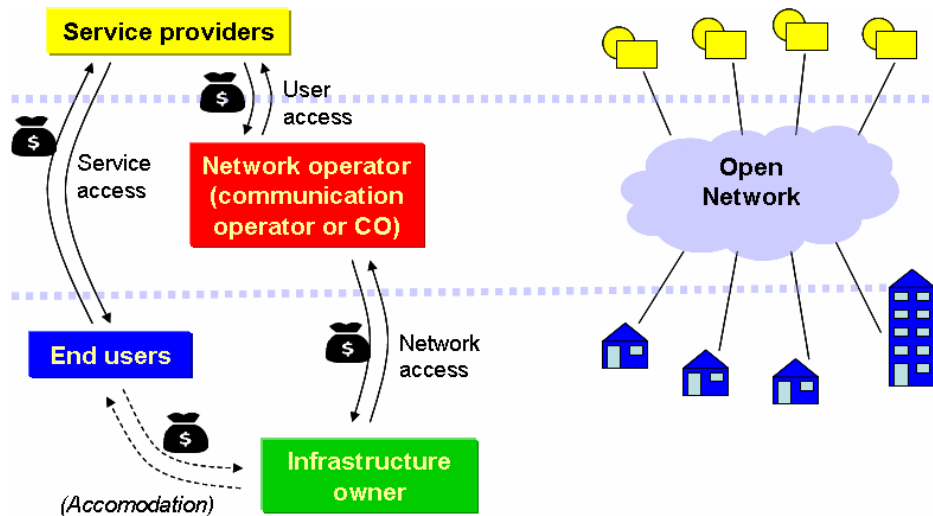 Service providers
$
User
access
$
Service
access
Network operator
(communication
operator or CO)
Open
Network
$
Network
access
End users
$
Infrastructure
owner
(Accomodation)